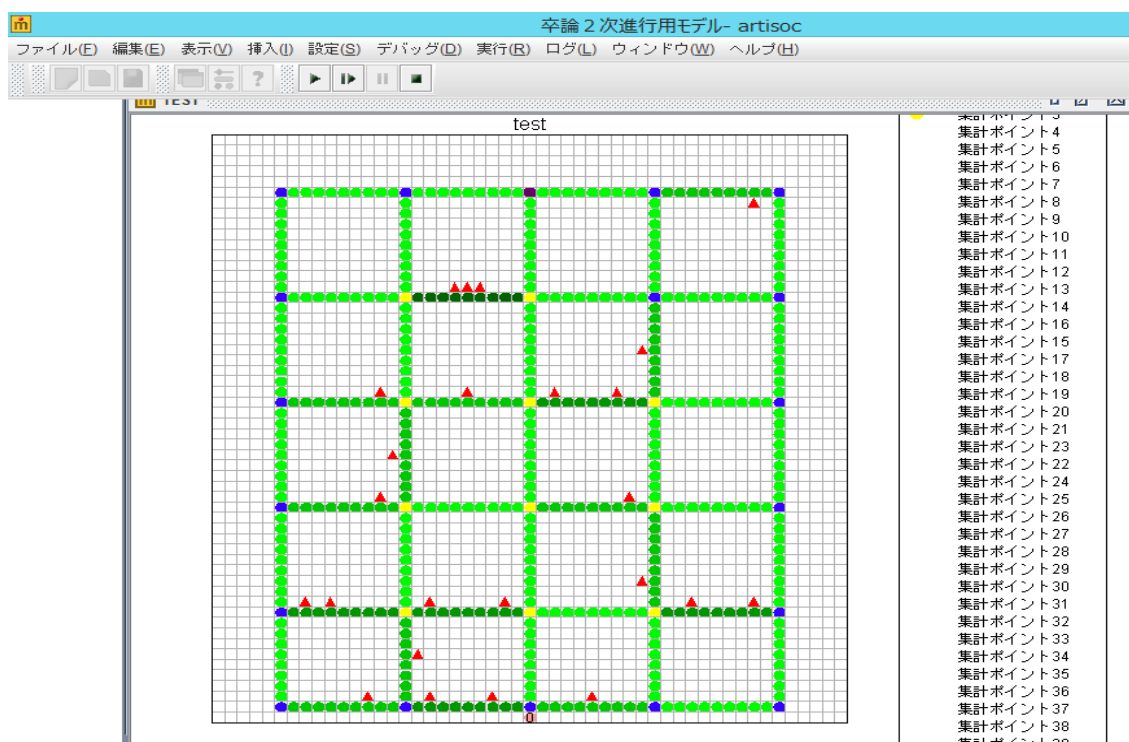 卒論２次進行用モデル- artisoc
ファイル(F) 編集(E) 表示(V) 挿入(I) 設定(S) デバッグ(D) 実行(R) ログ(L) ウィンドウ(W) ヘルプ(H)
TEST
test
集計ポイント3
集計ポイント4
集計ポイント5
集計ポイント6
集計ポイント7
集計ポイント8
集計ポイント9
集計ポイント10
集計ポイント11
集計ポイント12
集計ポイント13
集計ポイント14
集計ポイント16
集計ポイント15
集計ポイント17
集計ポイント18
集計ポイント19
集計ポイント20
集計ポイント21
集計ポイント23
集計ポイント22
集計ポイント24
集計ポイント25
集計ポイント26
集計ポイント27
集計ポイント28
集計ポイント29
集計ポイント30
集計ポイント31
集計ポイント32
集計ポイント33
集計ポイント34
集計ポイント35
集計ポイント36
集計ポイント37
集計ポイント38
0